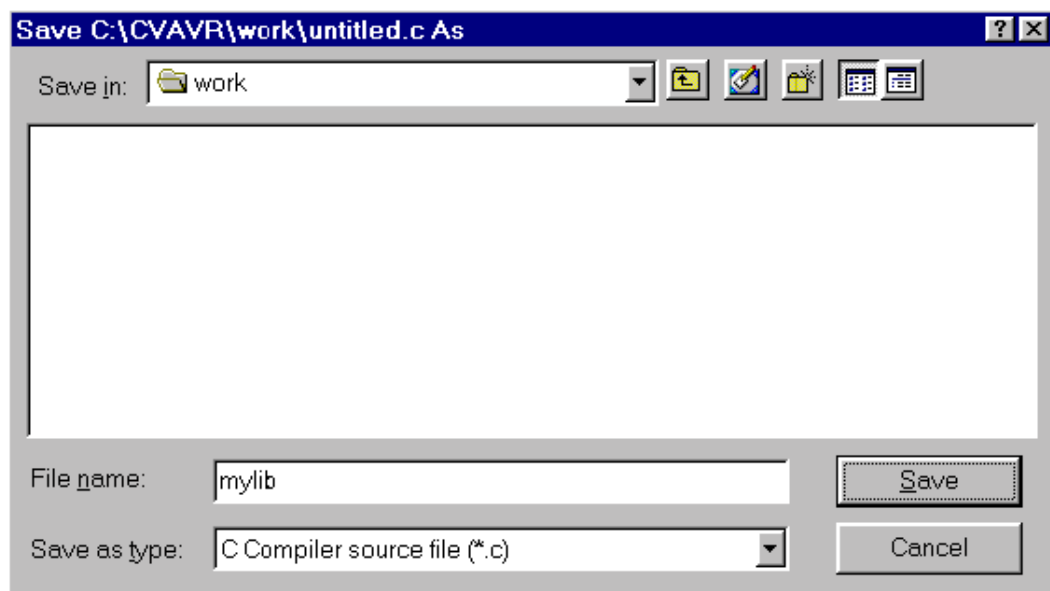 Save C:\CVAVR\work\untitled.c As
Save in: work
File name: mylib Save
Save as type: C Compiler source file (*.c) Cancel